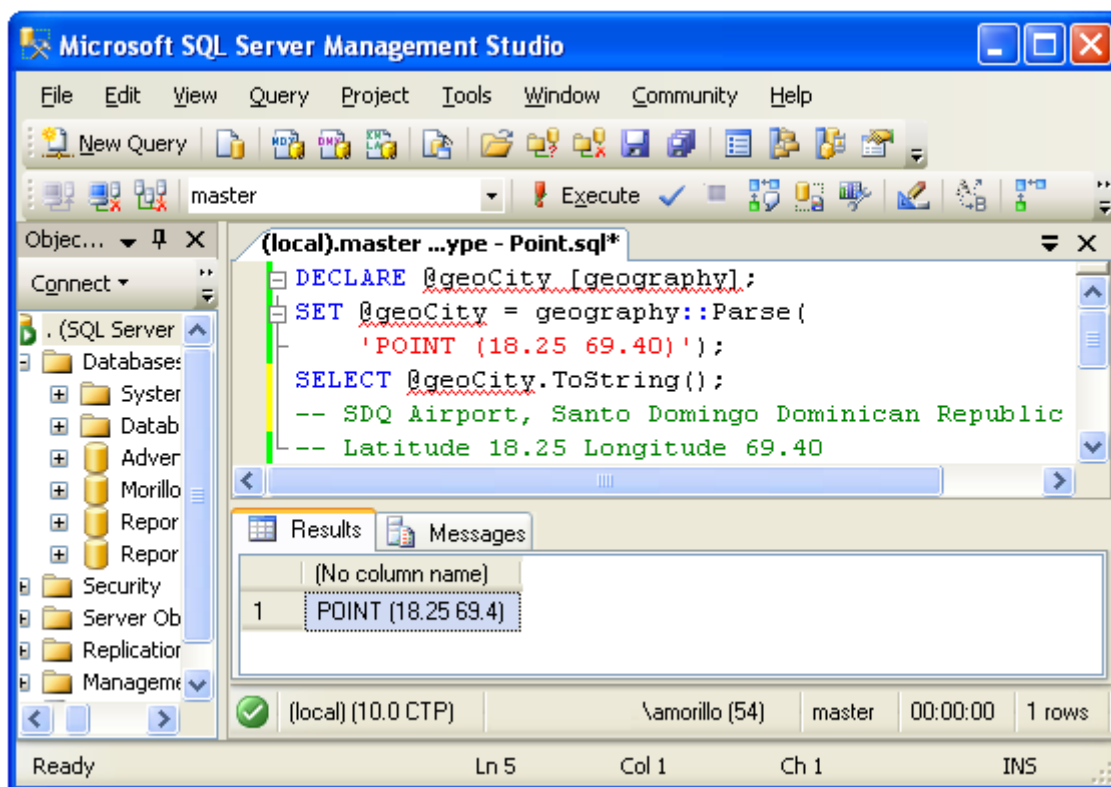 Microsoft SQL Server Management Studio
File Edit View Query Project Tools Window Community Help
New Query
master Execute
Objec...
(local).master ...ype - Point.sql*
Connect
. (SQL Server
Databases
System
Datab
Adver
Morillo
Repor
Repor
Security
Server Ob
Replication
Manageme
DECLARE @geoCity [geography];
SET @geoCity = geography::Parse(
'POINT (18.25 69.40)');
SELECT @geoCity.ToString();
-- SDQ Airport, Santo Domingo Dominican Republic
-- Latitude 18.25 Longitude 69.40
Results Messages
(No column name)
1 POINT (18.25 69.4)
(local) (10.0 CTP) \amorillo (54) master 00:00:00 1 rows
Ready Ln 5 Col 1 Ch 1 INS